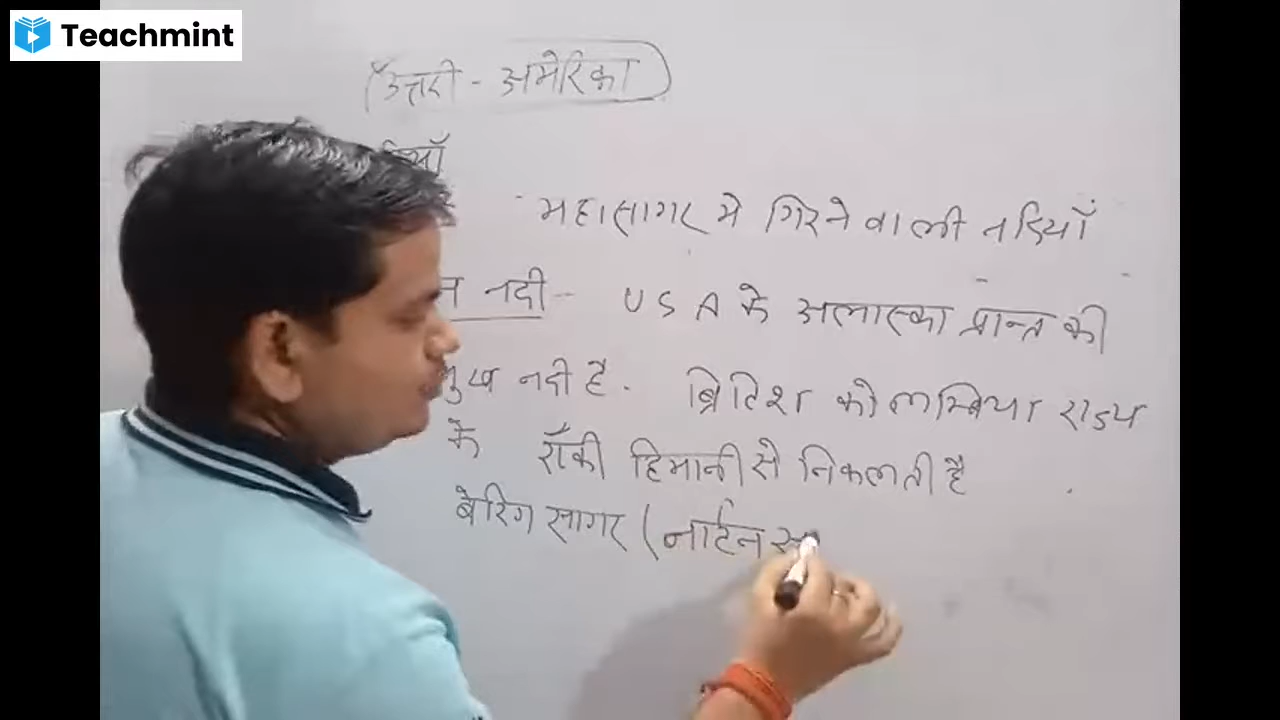 Teachmint
उत्तरी - अमेरिका
महासागर मे गिरने वाली नदियाँ
नदी - USA के अलास्का प्रान्त की
नदी है. ब्रिटिश कोलम्बिया राज्य
के रॉकी हिमानी से निकलती है
बेरिंग सागर (नार्टन